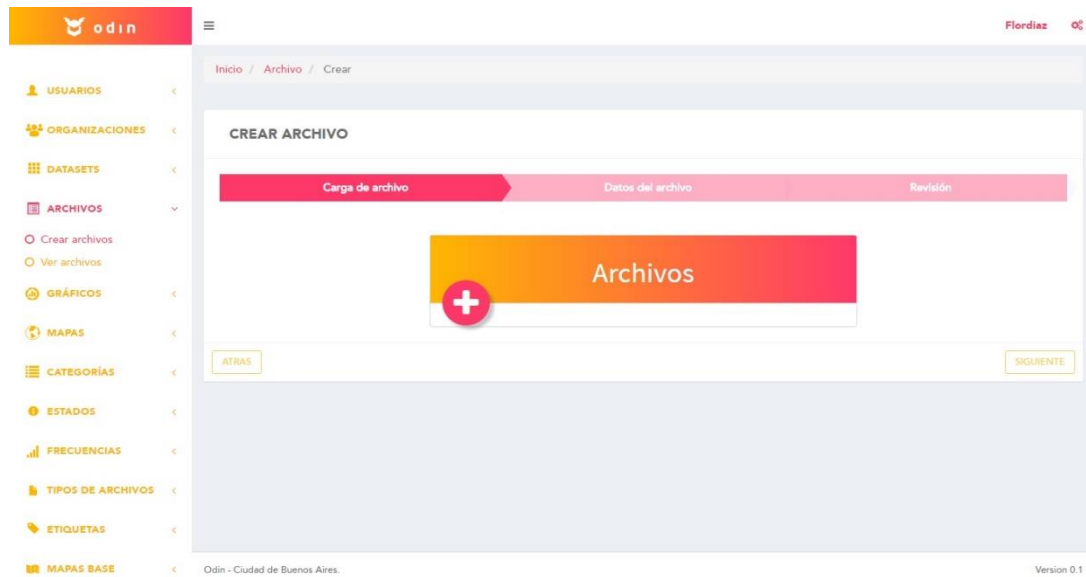 odin
Flordiaz
Inicio / Archivo / Crear
USUARIOS
ORGANIZACIONES
DATASETS
ARCHIVOS
Crear archivos
Ver archivos
GRÁFICOS
MAPAS
CATEGORÍAS
ESTADOS
FRECUENCIAS
TIPOS DE ARCHIVOS
ETIQUETAS
MAPAS BASE
CREAR ARCHIVO
Carga de archivo
Datos del archivo
Revisión
Archivos
ATRAS
SIGUIENTE
Odin - Ciudad de Buenos Aires.
Version 0.1